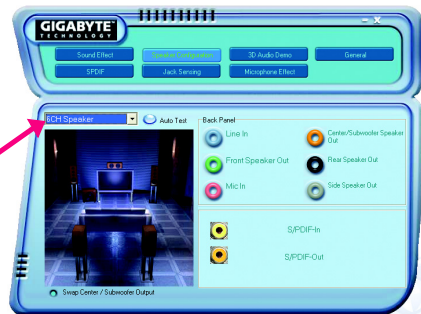 GIGABYTE
TECHNOLOGY
Sound Effect
Speaker Configuration
3D Audio Demo
General
SPDIF
Jack Sensing
Microphone Effect
6CH Speaker
Auto Test
Back Panel
Line In
Center/Subwoofer Speaker Out
Front Speaker Out
Rear Speaker Out
Mic In
Side Speaker Out
S/PDIF-In
S/PDIF-Out
Swap Center / Subwoofer Output